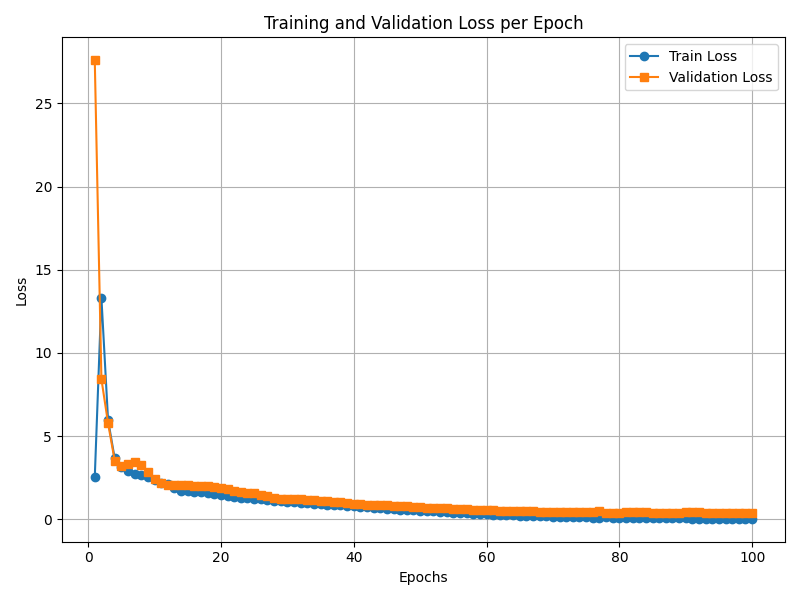 Training and Validation Loss per Epoch
Train Loss
Validation Loss
25
20
15
10
5
0
Loss
0 20 40 60 80 100
Epochs